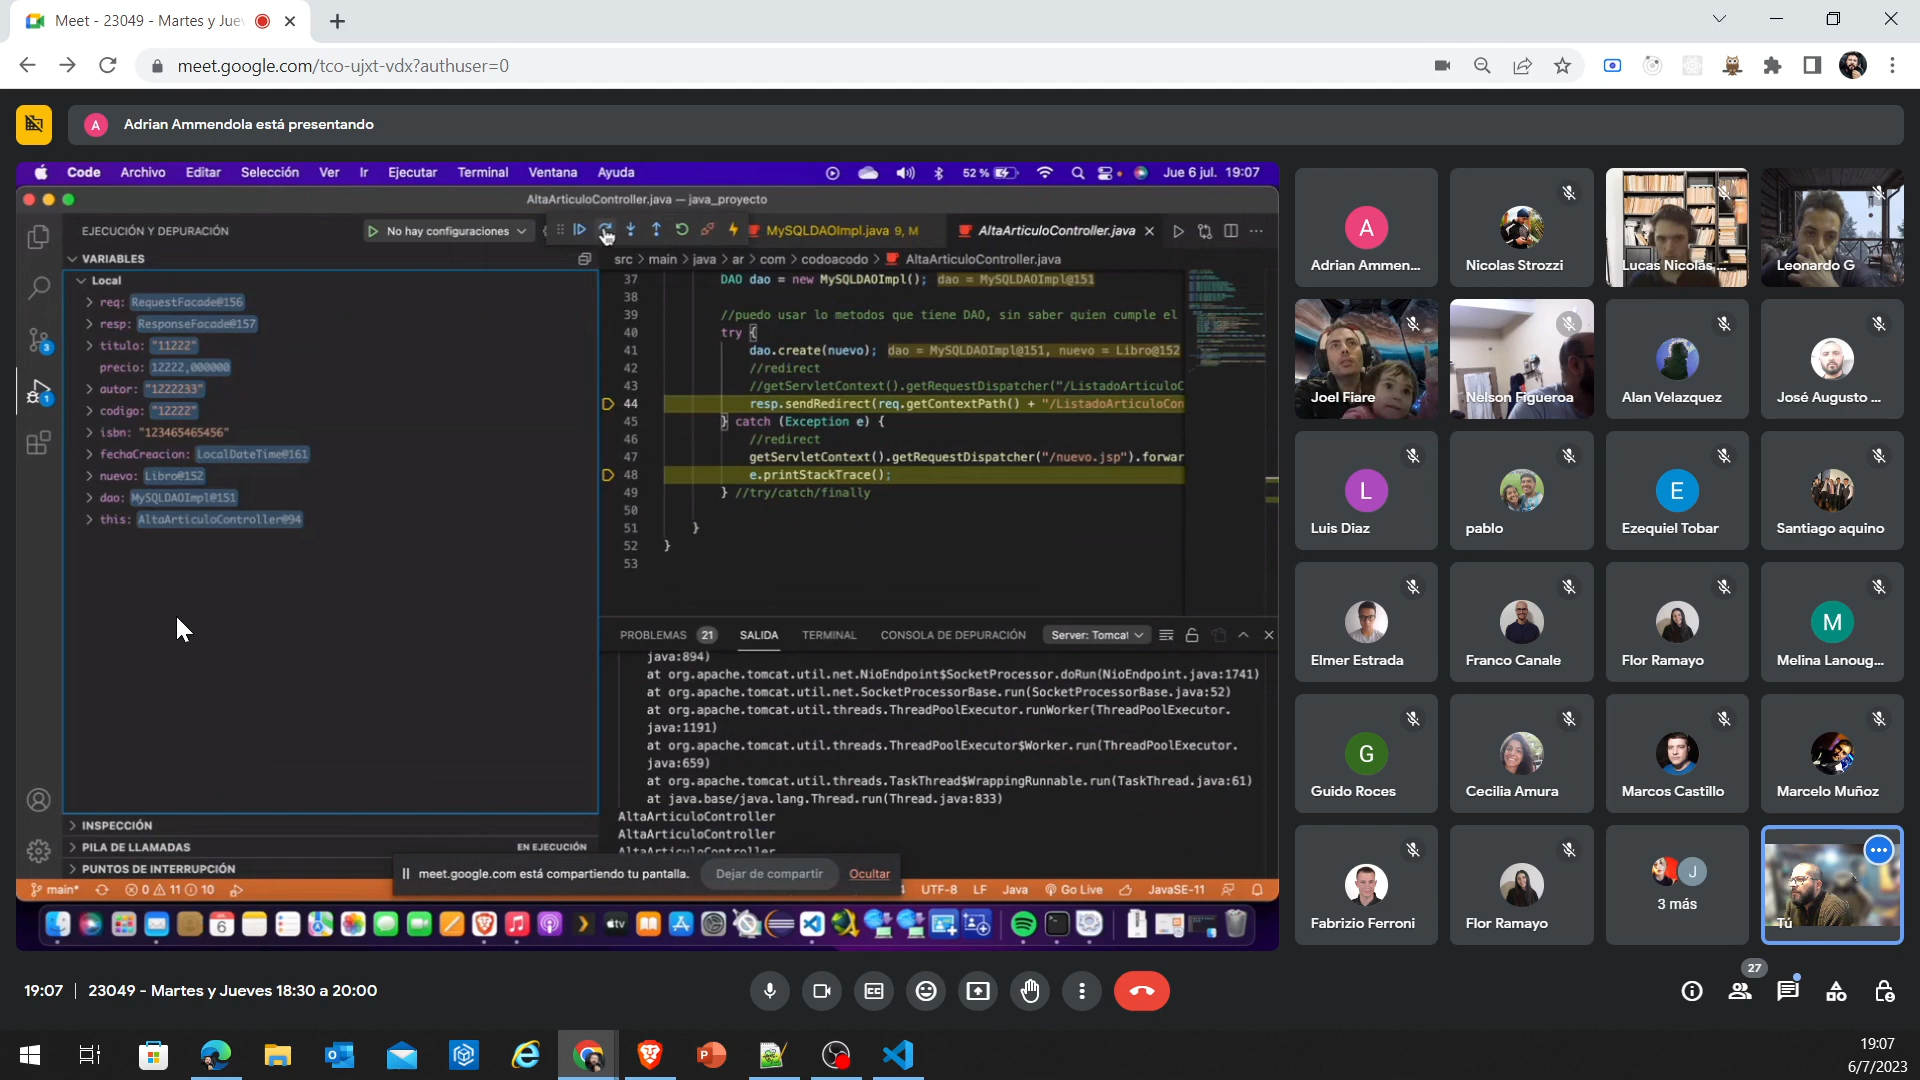 Meet - 23049 - Martes y Jue
meet.google.com/tco-ujxt-vdx?authuser=0
A
Adrian Ammendola está presentando
Code Archivo Editar Selección Ver Ir Ejecutar Terminal Ventana Ayuda
52 %
Jue 6 jul. 19:07
AltaArticuloController.java — java_proyecto
EJECUCIÓN Y DEPURACIÓN
No hay configuraciones
MySQLDAOImpl.java 9, M
AltaArticuloController.java
VARIABLES
src > main > java > ar > com > codoacodo > AltaArticuloController.java
Local
req: RequestFacade@156
resp: ResponseFacade@157
titulo: "11222"
precio: 12222,000000
autor: "1222233"
codigo: "12222"
isbn: "123465465456"
fechaCreacion: LocalDateTime@161
nuevo: Libro@152
dao: MySQLDAOImpl@151
this: AltaArticuloController@94
3
1
37 DAO dao = new MySQLDAOImpl(); dao = MySQLDAOImpl@151
38
39 //puedo usar lo metodos que tiene DAO, sin saber quien cumple el
40 try {
41 dao.create(nuevo); dao = MySQLDAOImpl@151, nuevo = Libro@152
42 //redirect
43 //getServletContext().getRequestDispatcher("/ListadoArticuloC
44 resp.sendRedirect(req.getContextPath() + "/ListadoArticuloCon
45 } catch (Exception e) {
46 //redirect
47 getServletContext().getRequestDispatcher("/nuevo.jsp").forwar
48 e.printStackTrace();
49 } //try/catch/finally
50
51 }
52 }
53
PROBLEMAS 21 SALIDA TERMINAL CONSOLA DE DEPURACIÓN Server: Tomcat
java:894)
at org.apache.tomcat.util.net.NioEndpoint$SocketProcessor.doRun(NioEndpoint.java:1741)
at org.apache.tomcat.util.net.SocketProcessorBase.run(SocketProcessorBase.java:52)
at org.apache.tomcat.util.threads.ThreadPoolExecutor.runWorker(ThreadPoolExecutor.
java:1191)
at org.apache.tomcat.util.threads.ThreadPoolExecutor$Worker.run(ThreadPoolExecutor.
java:659)
at org.apache.tomcat.util.threads.TaskThread$WrappingRunnable.run(TaskThread.java:61)
at java.base/java.lang.Thread.run(Thread.java:833)
AltaArticuloController
AltaArticuloController
AltaArticuloController
INSPECCIÓN
PILA DE LLAMADAS
EN EJECUCIÓN
PUNTOS DE INTERRUPCIÓN
meet.google.com está compartiendo tu pantalla.
Dejar de compartir
Ocultar
main*
0 11 10
4 UTF-8 LF Java Go Live JavaSE-11
6
tv
A
Adrian Ammen...
Nicolas Strozzi
Lucas Nicolás ...
Leonardo G
Joel Fiare
Nelson Figueroa
Alan Velazquez
José Augusto ...
L
Luis Diaz
pablo
E
Ezequiel Tobar
Santiago aquino
Elmer Estrada
Franco Canale
Flor Ramayo
M
Melina Lanoug...
G
Guido Roces
Cecilia Amura
Marcos Castillo
Marcelo Muñoz
Fabrizio Ferroni
Flor Ramayo
J
3 más
Tú
19:07 | 23049 - Martes y Jueves 18:30 a 20:00
27
19:07
6/7/2023